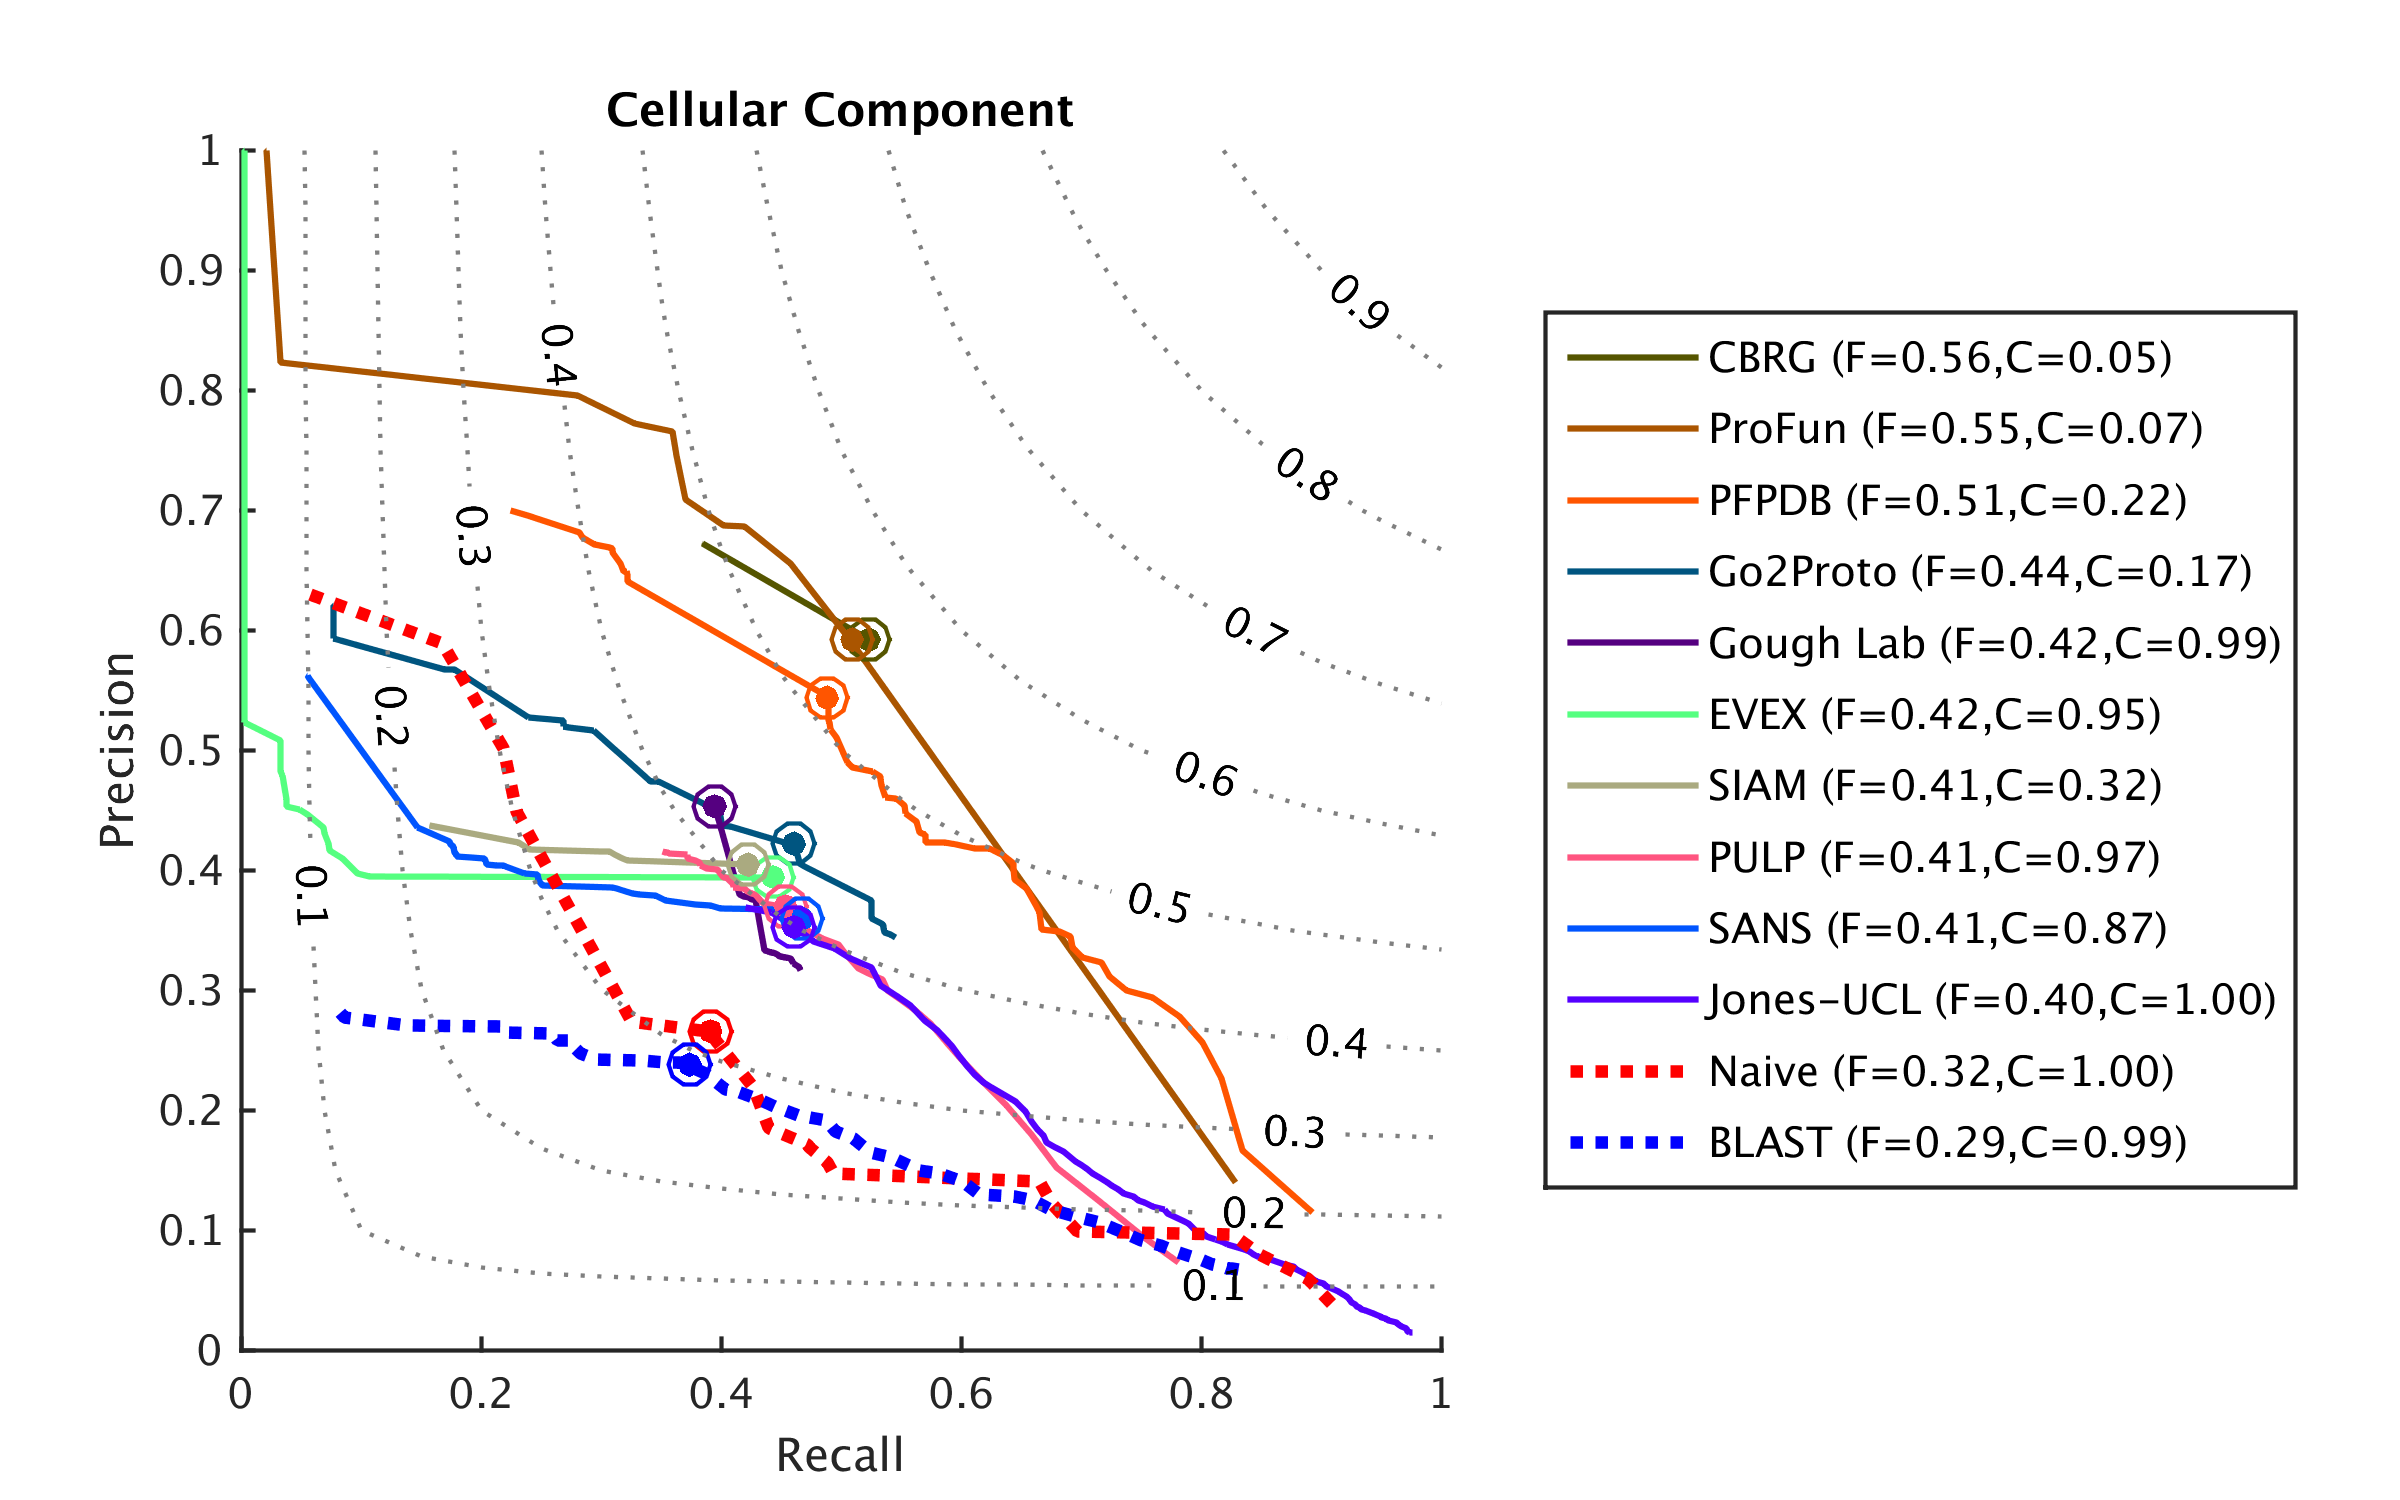 Cellular Component
1
0.9
0.8
0.7
0.6
0.5
0.4
0.3
0.2
0.1
0
Precision
0
0.2
0.4
0.6
0.8
1
Recall
0.9
0.8
0.7
0.6
0.5
0.4
0.3
0.2
0.1
0.4
0.3
0.2
0.1
CBRG (F=0.56,C=0.05)
ProFun (F=0.55,C=0.07)
PFPDB (F=0.51,C=0.22)
Go2Proto (F=0.44,C=0.17)
Gough Lab (F=0.42,C=0.99)
EVEX (F=0.42,C=0.95)
SIAM (F=0.41,C=0.32)
PULP (F=0.41,C=0.97)
SANS (F=0.41,C=0.87)
Jones-UCL (F=0.40,C=1.00)
Naive (F=0.32,C=1.00)
BLAST (F=0.29,C=0.99)